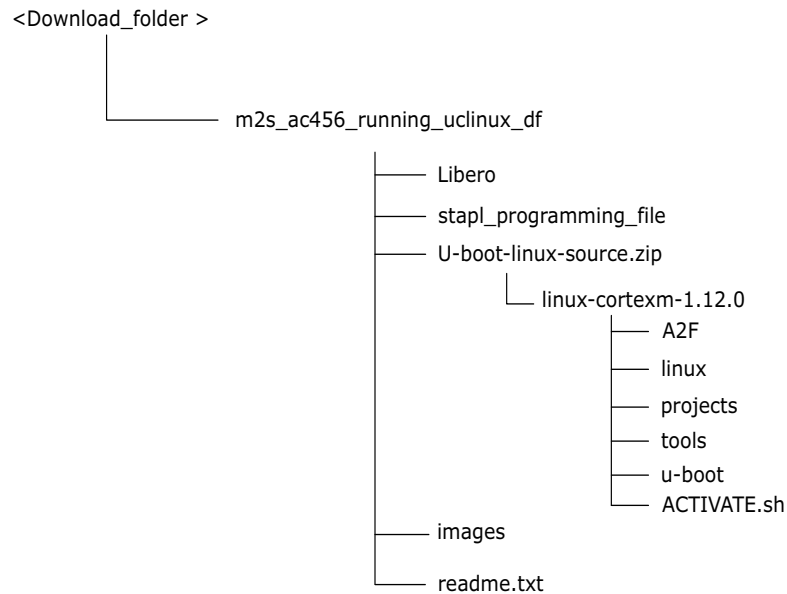 <Download_folder >
m2s_ac456_running_uclinux_df
Libero
stapl_programming_file
U-boot-linux-source.zip
linux-cortexm-1.12.0
A2F
linux
projects
tools
u-boot
ACTIVATE.sh
images
readme.txt